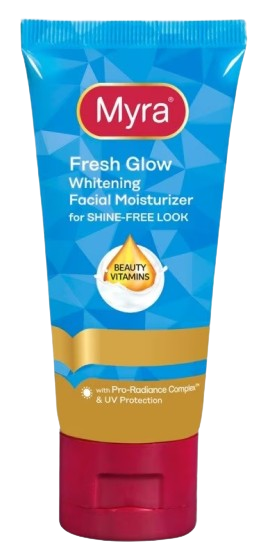 Myra®
Fresh Glow
Whitening
Facial Moisturizer
for SHINE-FREE LOOK
BEAUTY
VITAMINS
with Pro-Radiance Complex™
& UV Protection